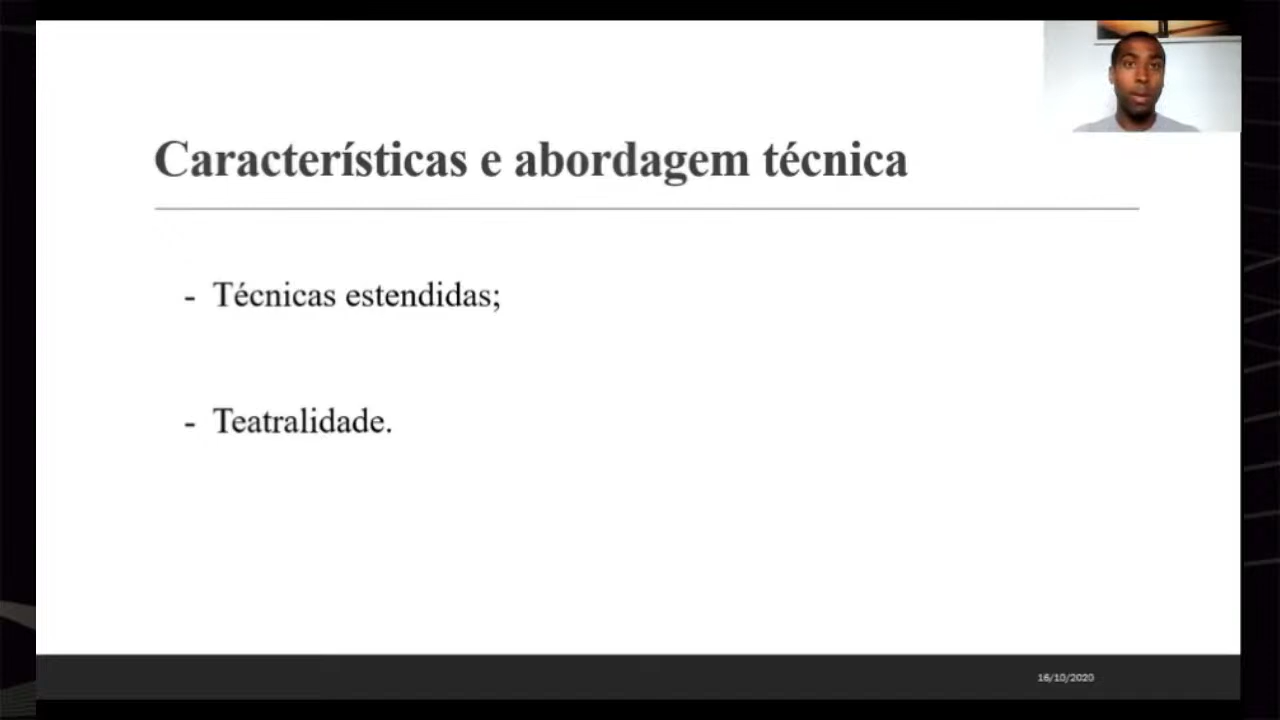 Características e abordagem técnica
- Técnicas estendidas;
- Teatralidade.
16/10/2020